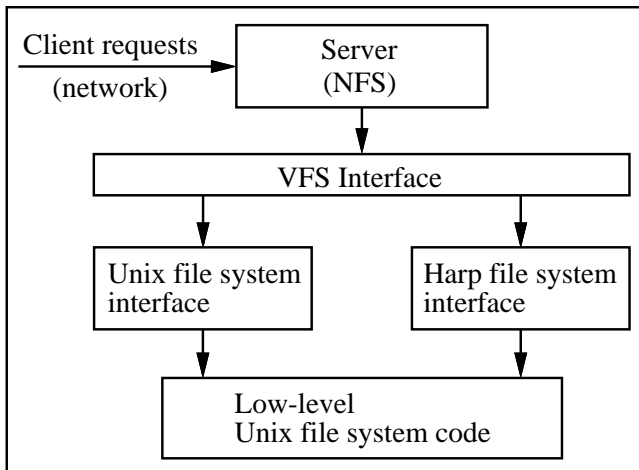 Client requests
(network)
Server
(NFS)
VFS Interface
Unix file system
interface
Harp file system
interface
Low-level
Unix file system code